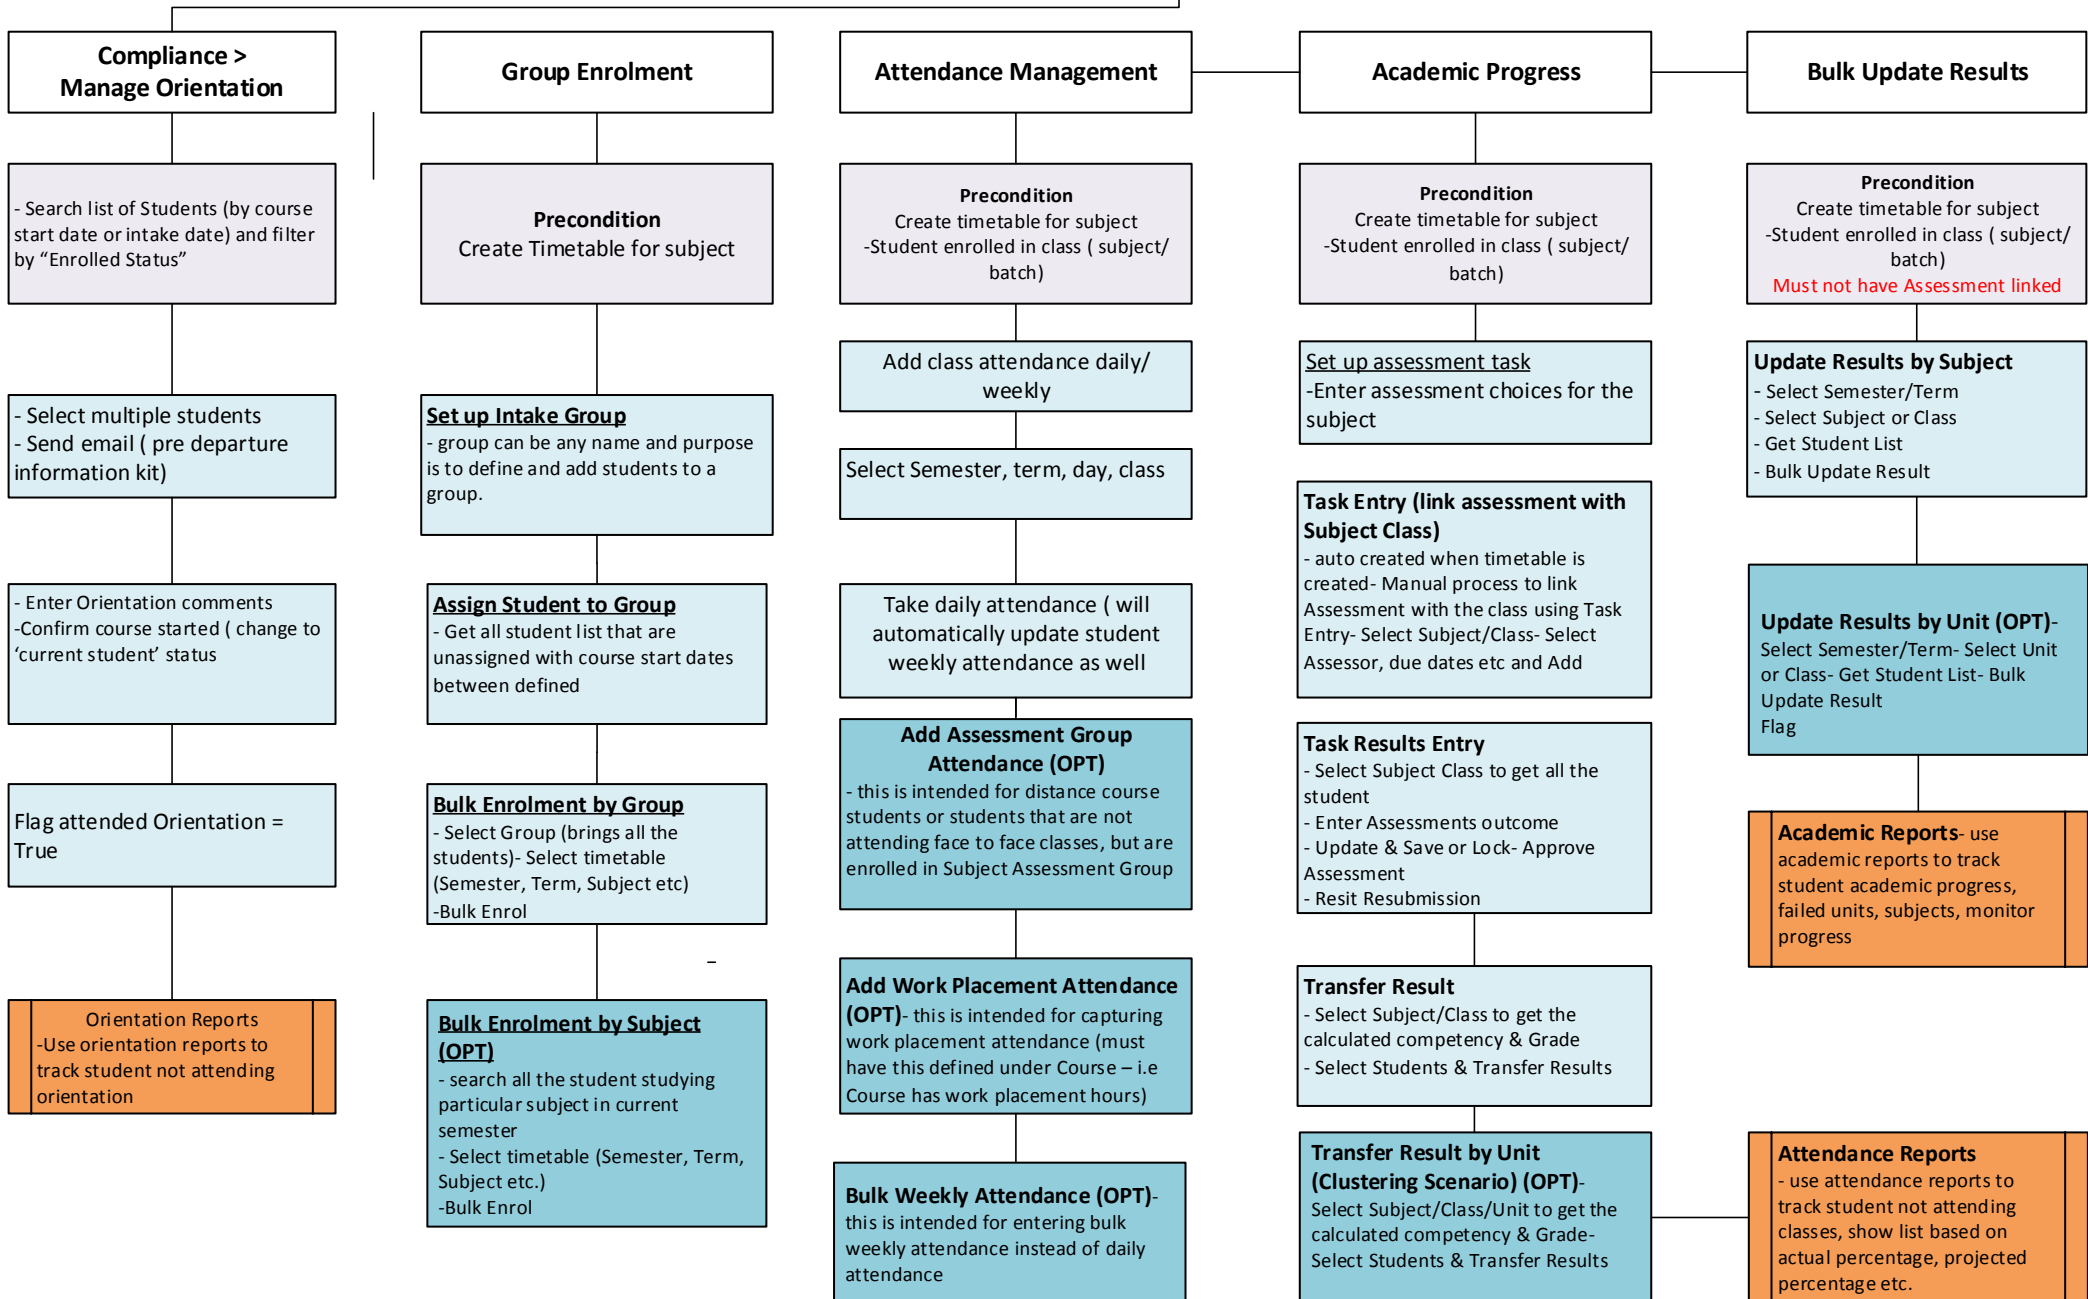 Compliance >
Manage Orientation
- Search list of Students (by course
start date or intake date) and filter
by “Enrolled Status”
- Select multiple students
- Send email ( pre departure
information kit)
- Enter Orientation comments
-Confirm course started ( change to
‘current student’ status
Flag attended Orientation =
True
Orientation Reports
-Use orientation reports to
track student not attending
orientation
Group Enrolment
Precondition
Create Timetable for subject
Set up Intake Group
- group can be any name and purpose
is to define and add students to a
group.
Assign Student to Group
- Get all student list that are
unassigned with course start dates
between defined
Bulk Enrolment by Group
- Select Group (brings all the
students)- Select timetable
(Semester, Term, Subject etc)
-Bulk Enrol
Bulk Enrolment by Subject
(OPT)
- search all the student studying
particular subject in current
semester
- Select timetable (Semester, Term,
Subject etc.)
-Bulk Enrol
Attendance Management
Precondition
Create timetable for subject
-Student enrolled in class ( subject/
batch)
Add class attendance daily/
weekly
Select Semester, term, day, class
Take daily attendance ( will
automatically update student
weekly attendance as well
Add Assessment Group
Attendance (OPT)
- this is intended for distance course
students or students that are not
attending face to face classes, but are
enrolled in Subject Assessment Group
Add Work Placement Attendance
(OPT)- this is intended for capturing
work placement attendance (must
have this defined under Course – i.e
Course has work placement hours)
Bulk Weekly Attendance (OPT)-
this is intended for entering bulk
weekly attendance instead of daily
attendance
Academic Progress
Precondition
Create timetable for subject
-Student enrolled in class ( subject/
batch)
Set up assessment task
-Enter assessment choices for the
subject
Task Entry (link assessment with
Subject Class)
- auto created when timetable is
created- Manual process to link
Assessment with the class using Task
Entry- Select Subject/Class- Select
Assessor, due dates etc and Add
Task Results Entry
- Select Subject Class to get all the
student
- Enter Assessments outcome
- Update & Save or Lock- Approve
Assessment
- Resit Resubmission
Transfer Result
- Select Subject/Class to get the
calculated competency & Grade
- Select Students & Transfer Results
Transfer Result by Unit
(Clustering Scenario) (OPT)-
Select Subject/Class/Unit to get the
calculated competency & Grade-
Select Students & Transfer Results
Bulk Update Results
Precondition
Create timetable for subject
-Student enrolled in class ( subject/
batch)
Must not have Assessment linked
Update Results by Subject
- Select Semester/Term
- Select Subject or Class
- Get Student List
- Bulk Update Result
Update Results by Unit (OPT)-
Select Semester/Term- Select Unit
or Class- Get Student List- Bulk
Update Result
Flag
Academic Reports- use
academic reports to track
student academic progress,
failed units, subjects, monitor
progress
Attendance Reports
- use attendance reports to
track student not attending
classes, show list based on
actual percentage, projected
percentage etc.